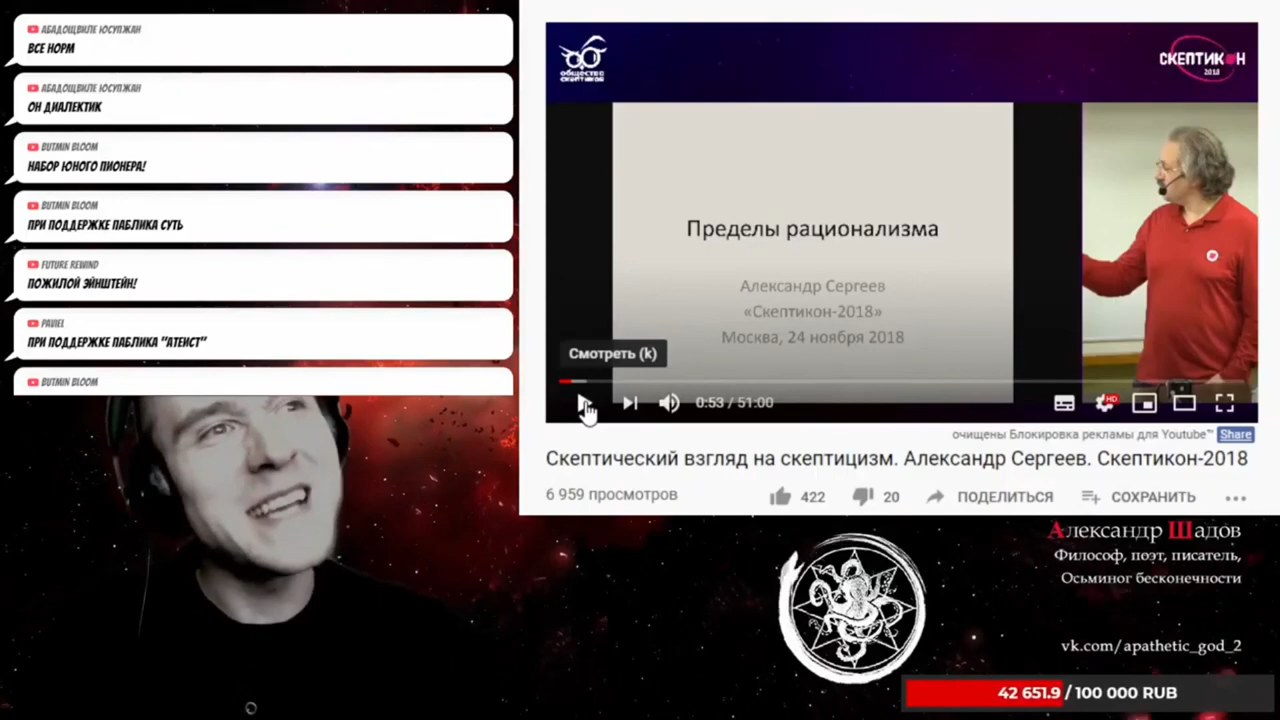 АБАДОЩВИЛЕ ЮСУПЖАН
ВСЕ НОРМ
АБАДОЩВИЛЕ ЮСУПЖАН
ОН ДИАЛЕКТИК
BUTMIN BLOOM
НАБОР ЮНОГО ПИОНЕРА!
BUTMIN BLOOM
ПРИ ПОДДЕРЖКЕ ПАБЛИКА СУТЬ
FUTURE REWIND
ПОЖИЛОЙ ЭЙНШТЕЙН!
PAVIEL
ПРИ ПОДДЕРЖКЕ ПАБЛИКА "АТЕИСТ"
BUTMIN BLOOM
общество
скептиков
СКЕПТИКОН
2018
Пределы рационализма
Александр Сергеев
«Скептикон-2018»
Москва, 24 ноября 2018
Смотреть (k)
0:53 / 51:00
HD
очищены Блокировка рекламы для Youtube™ Share
Скептический взгляд на скептицизм. Александр Сергеев. Скептикон-2018
6 959 просмотров
422
20
ПОДЕЛИТЬСЯ
СОХРАНИТЬ
Александр Шадов
Философ, поэт, писатель,
Осьминог бесконечности
vk.com/apathetic_god_2
42 651.9 / 100 000 RUB